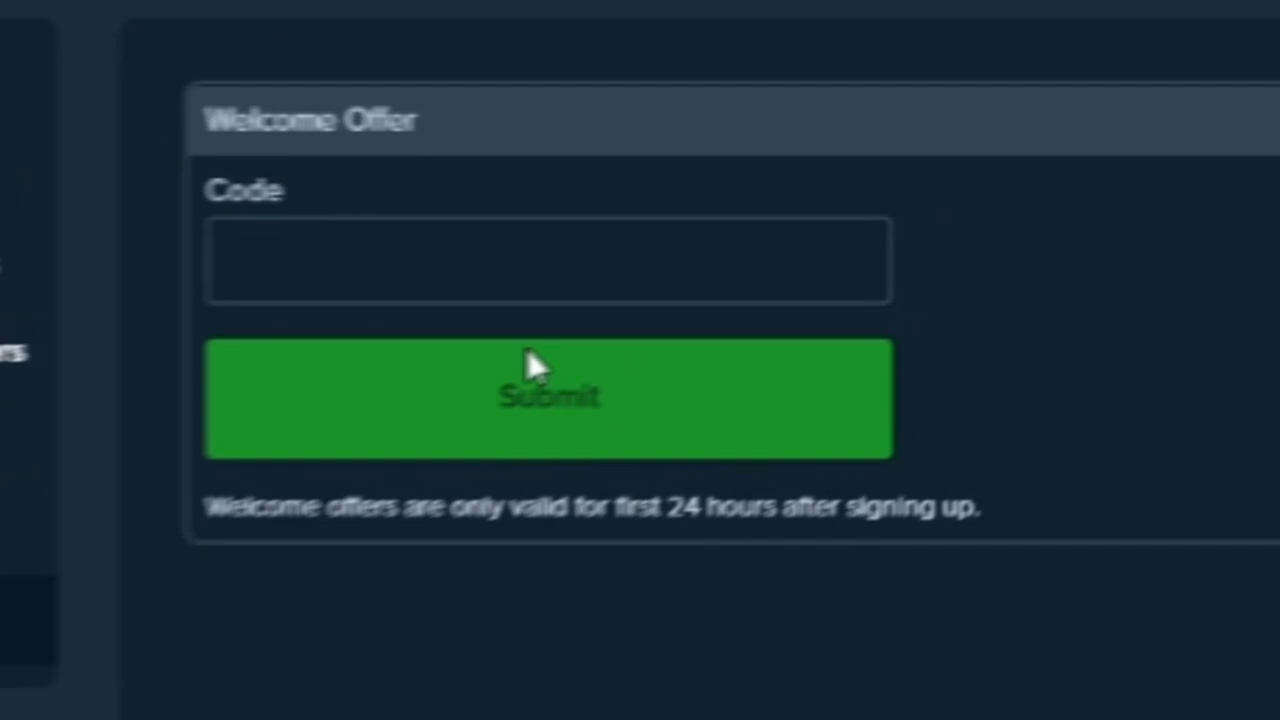 Welcome Offer
Code
Submit
Welcome offers are only valid for first 24 hours after signing up.